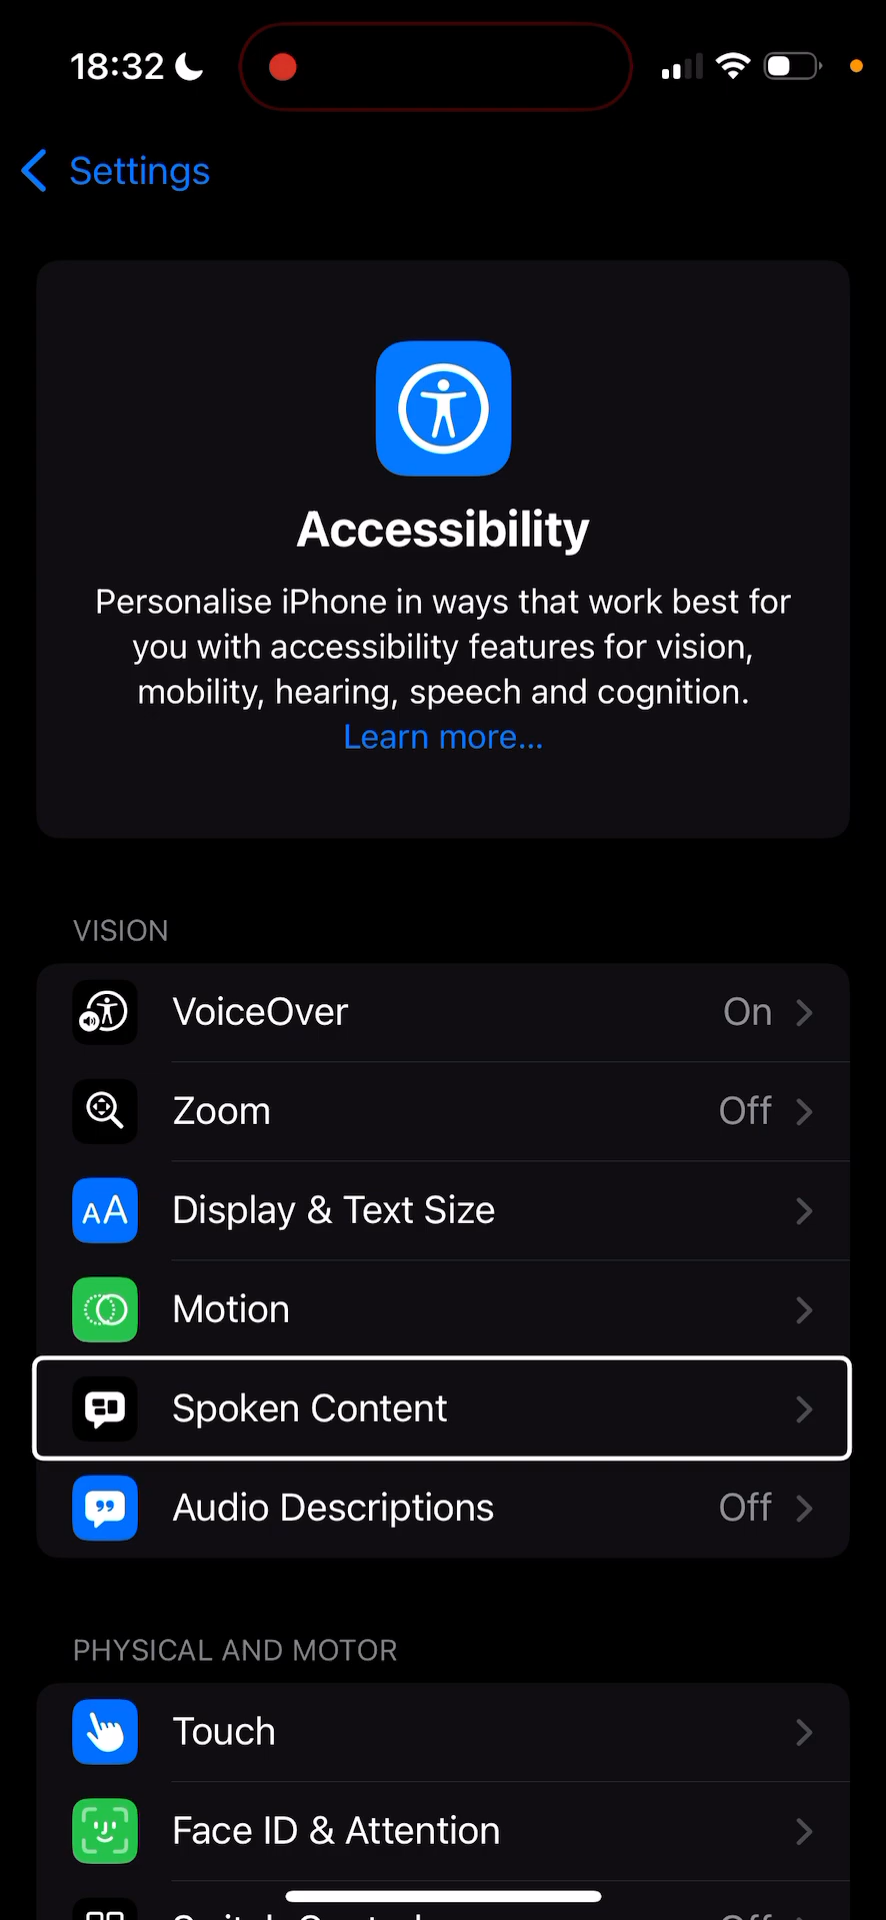 18:32
Settings
Accessibility
Personalise iPhone in ways that work best for
you with accessibility features for vision,
mobility, hearing, speech and cognition.
Learn more...
VISION
VoiceOver On
Zoom Off
AA Display & Text Size
Motion
Spoken Content
Audio Descriptions Off
PHYSICAL AND MOTOR
Touch
Face ID & Attention